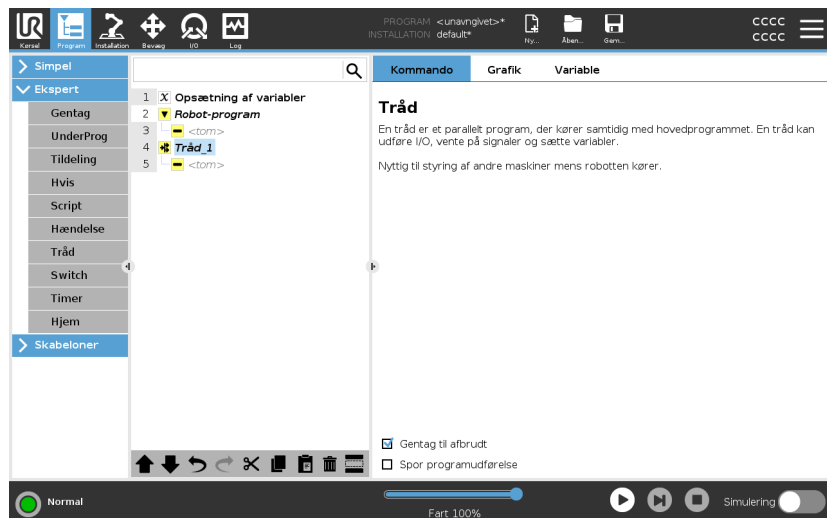 PROGRAM <unavngivet>*
INSTALLATION default*
Kørsel Program Installation Bevæg I/O Log
Ny... Åben... Gem...
cccc
cccc
Simpel
Ekspert
Gentag
UnderProg
Tildeling
Hvis
Script
Hændelse
Tråd
Switch
Timer
Hjem
Skabeloner
1 X Opsætning af variabler
2 Robot-program
3 <tom>
4 Tråd_1
5 <tom>
Kommando Grafik Variable
Tråd
En tråd er et parallelt program, der kører samtidig med hovedprogrammet. En tråd kan
udføre I/O, vente på signaler og sætte variabler.
Nyttig til styring af andre maskiner mens robotten kører.
Gentag til afbrudt
Spor programudførelse
Normal
Fart 100%
Simulering